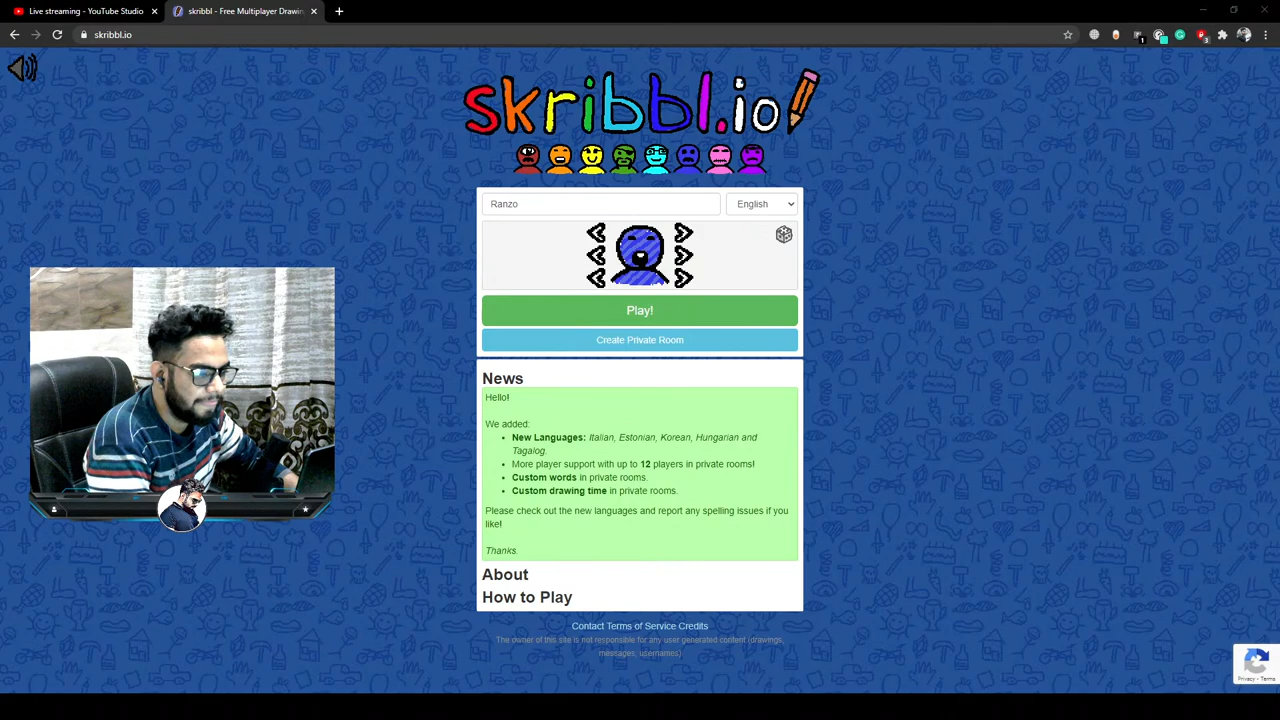 Live streaming - YouTube Studio
skribbl - Free Multiplayer Drawin
skribbl.io
skribbl.io
Ranzo
English
Play!
Create Private Room
News
Hello!
We added:
New Languages: Italian, Estonian, Korean, Hungarian and
Tagalog.
More player support with up to 12 players in private rooms!
Custom words in private rooms.
Custom drawing time in private rooms.
Please check out the new languages and report any spelling issues if you
like!
Thanks.
About
How to Play
Contact Terms of Service Credits
The owner of this site is not responsible for any user generated content (drawings,
messages, usernames)
Privacy - Terms